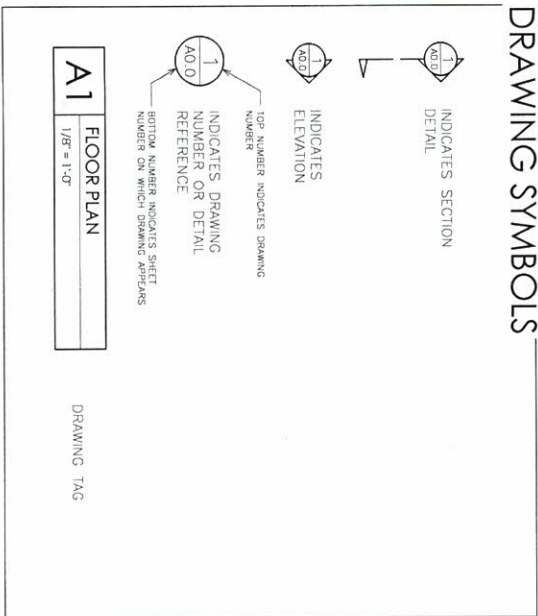 DRAWING SYMBOLS
1
A0.0
INDICATES SECTION
DETAIL
1
A0.0
INDICATES
ELEVATION
TOP NUMBER INDICATES DRAWING
NUMBER
1
A0.0
INDICATES DRAWING
NUMBER OR DETAIL
REFERENCE
BOTTOM NUMBER INDICATES SHEET
NUMBER ON WHICH DRAWING APPEARS
A1
FLOOR PLAN
1/8" = 1'-0"
DRAWING TAG